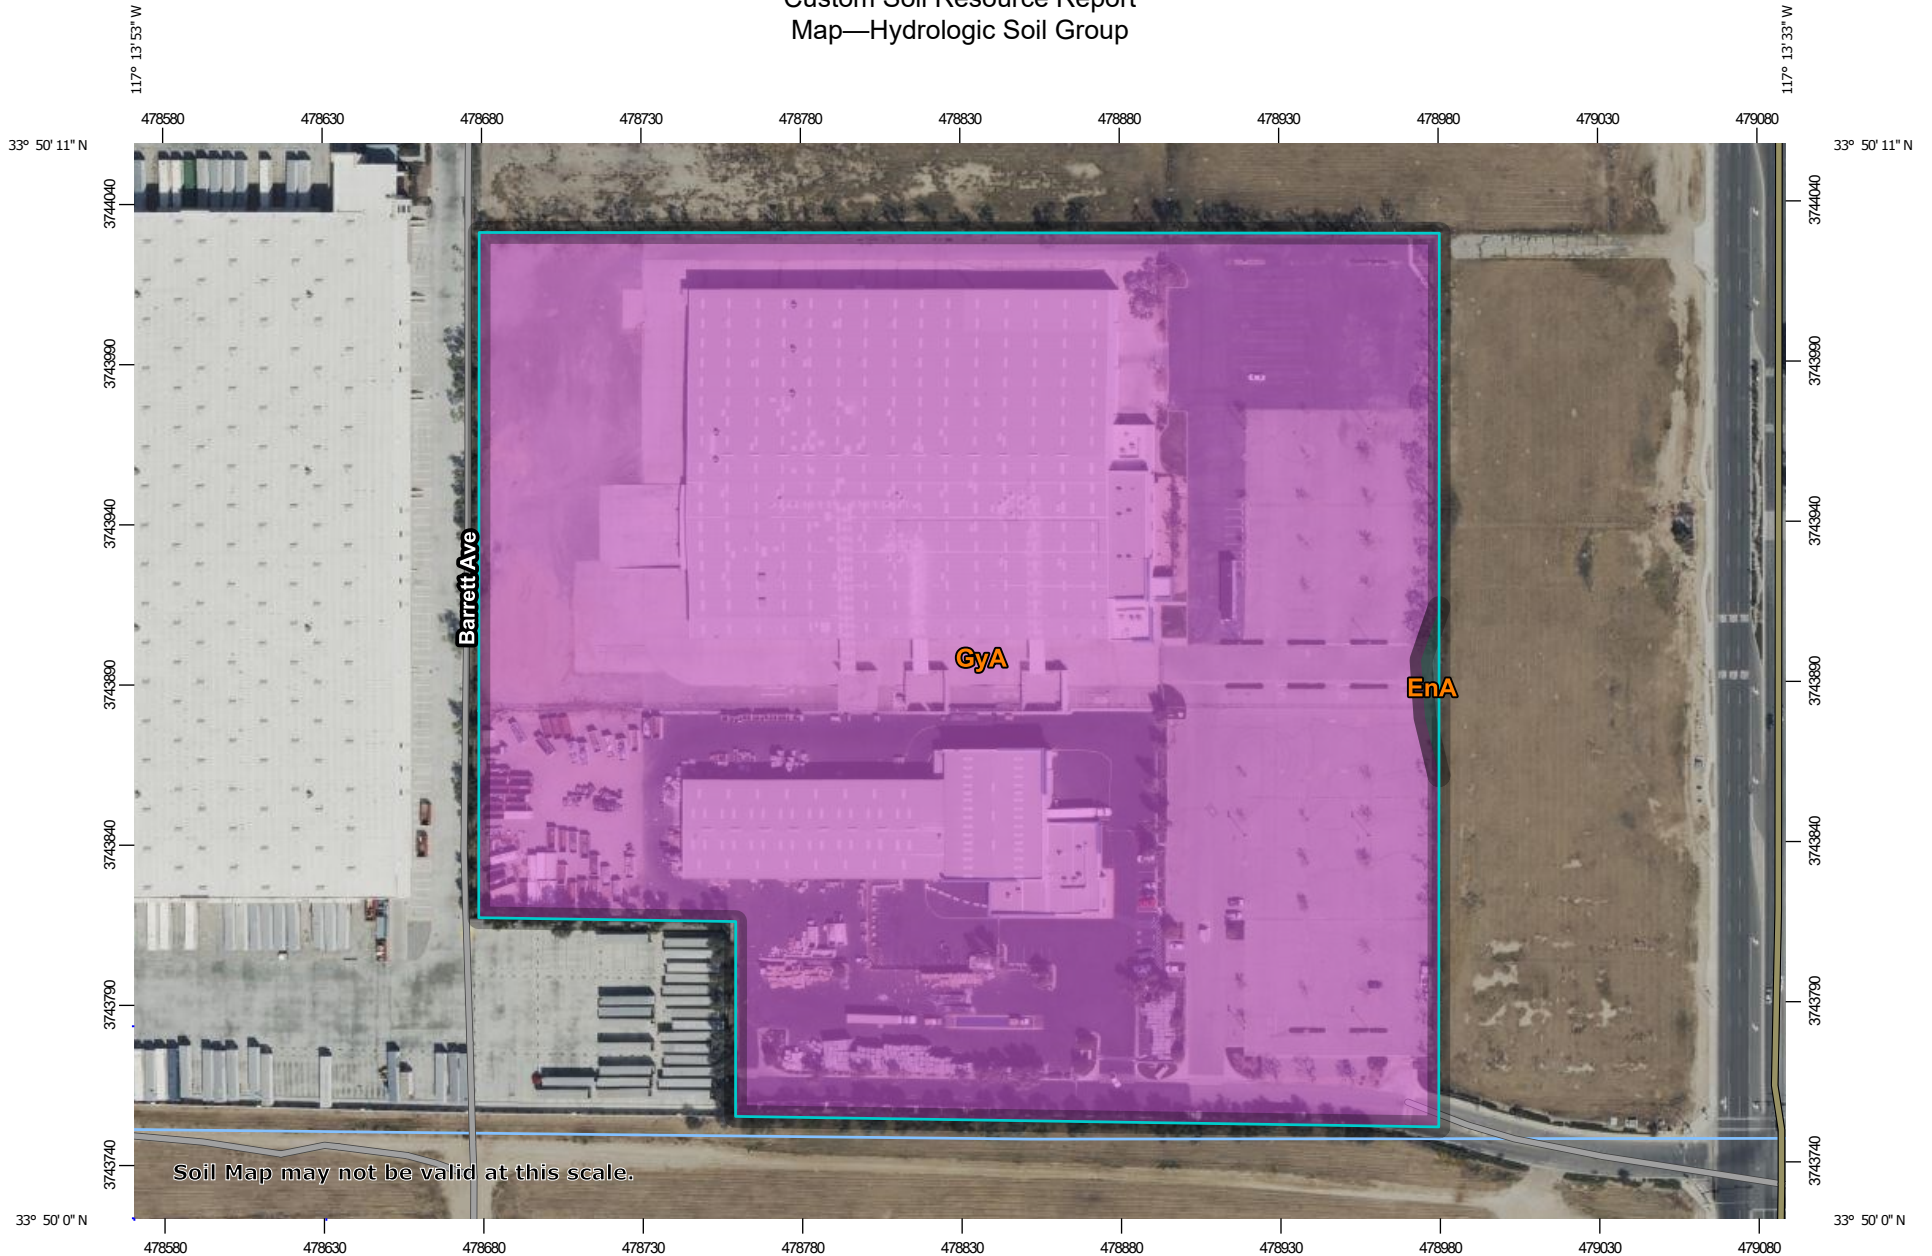 Custom Soil Resource Report
Map—Hydrologic Soil Group
117° 13' 53" W
117° 13' 33" W
478580 478630 478680 478730 478780 478830 478880 478930 478980 479030 479080
33° 50' 11" N
33° 50' 11" N
3744040
3744040
3743990
3743990
3743940
3743940
Barrett Ave
GyA
3743890
3743890
EnA
3743840
3743840
3743790
3743790
3743740
3743740
Soil Map may not be valid at this scale.
33° 50' 0" N
33° 50' 0" N
478580 478630 478680 478730 478780 478830 478880 478930 478980 479030 479080